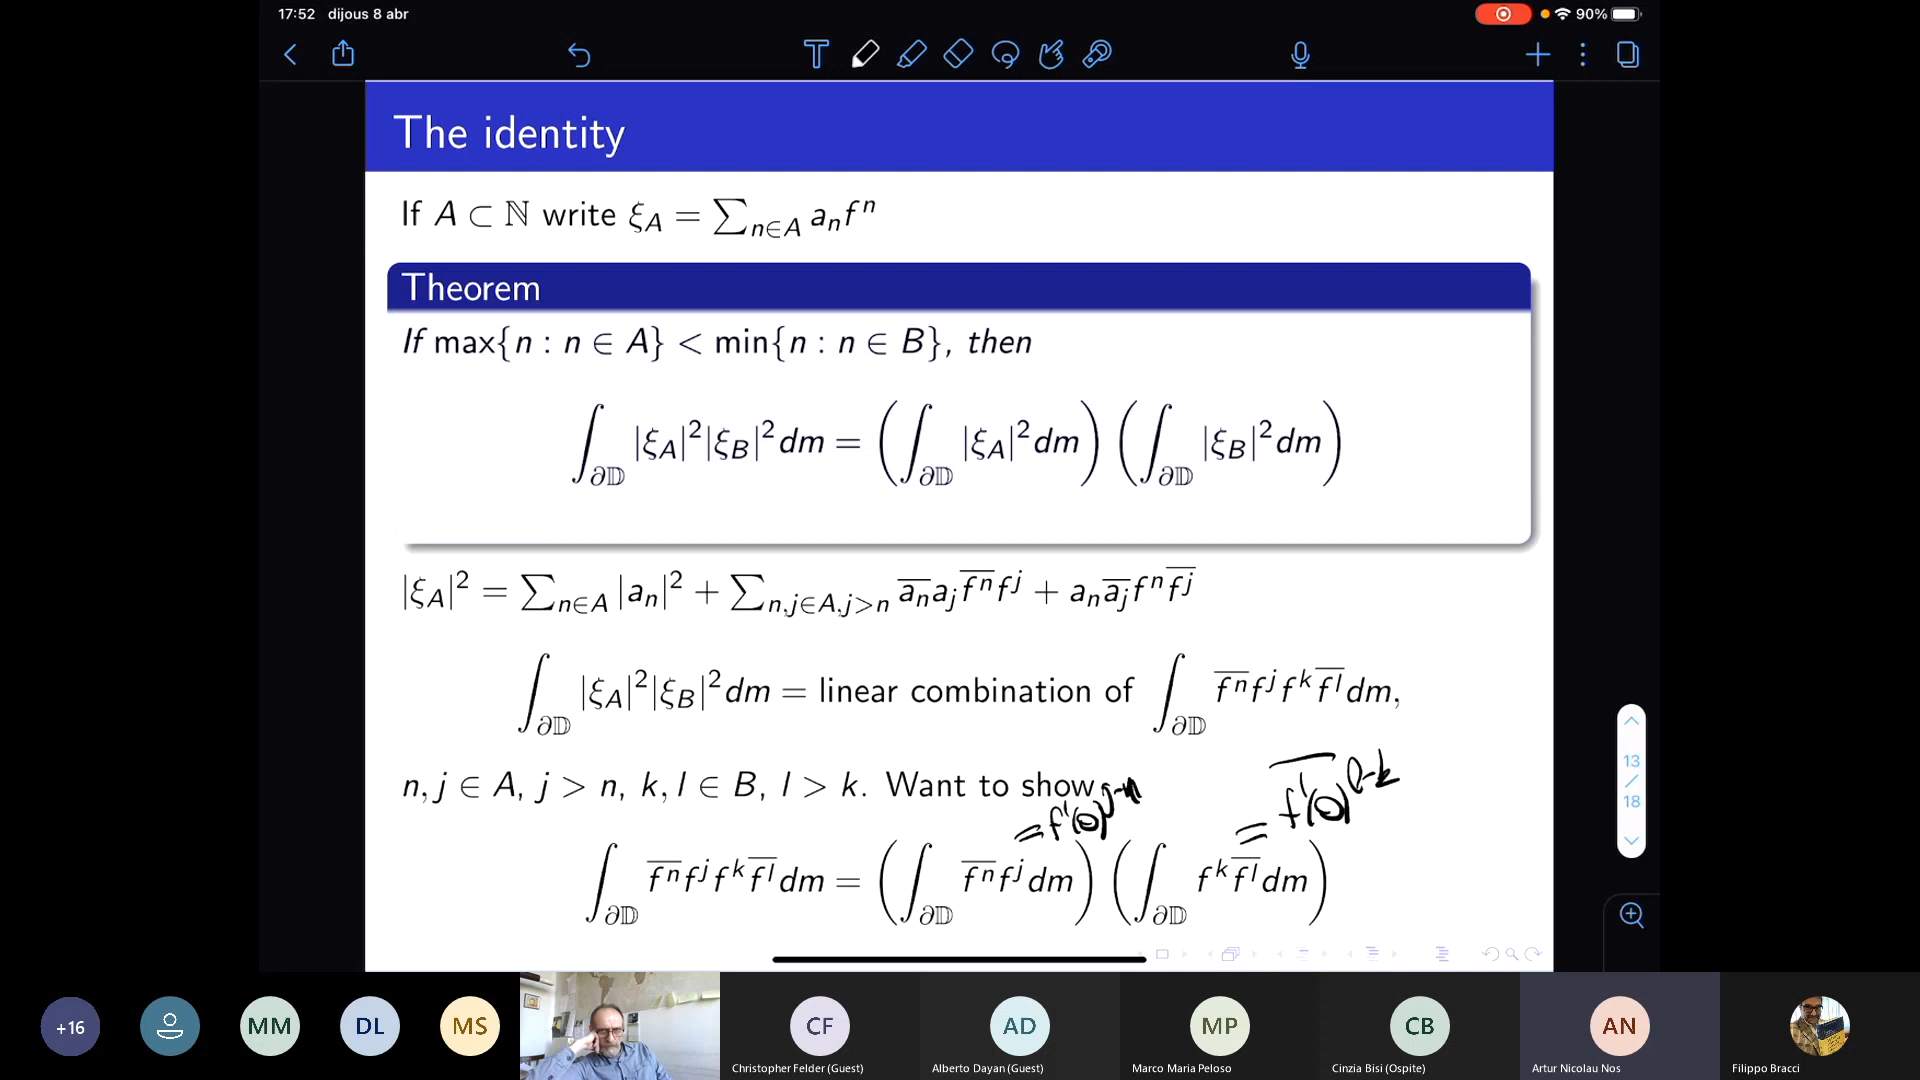 17:52 dijous 8 abr 90%
The identity
If A ⊂ ℕ write ξ_A = ∑_{n∈A} a_n f^n
Theorem
If max{n : n ∈ A} < min{n : n ∈ B}, then
∫_{∂𝔻} |ξ_A|² |ξ_B|² dm = (∫_{∂𝔻} |ξ_A|² dm) (∫_{∂𝔻} |ξ_B|² dm)
|ξ_A|² = ∑_{n∈A} |a_n|² + ∑_{n,j∈A,j>n} \overline{a_n} a_j \overline{f^n} f^j + a_n \overline{a_j} f^n \overline{f^j}
∫_{∂𝔻} |ξ_A|² |ξ_B|² dm = linear combination of ∫_{∂𝔻} \overline{f^n} f^j f^k \overline{f^l} dm,
n, j ∈ A, j > n, k, l ∈ B, l > k. Want to show
= f'(0)^{j-n} = \overline{f'(0)}^{l-k}
∫_{∂𝔻} \overline{f^n} f^j f^k \overline{f^l} dm = (∫_{∂𝔻} \overline{f^n} f^j dm) (∫_{∂𝔻} f^k \overline{f^l} dm)
13
/
18
+16 MM DL MS CF AD MP CB AN
Christopher Felder (Guest) Alberto Dayan (Guest) Marco Maria Peloso Cinzia Bisi (Ospite) Artur Nicolau Nos Filippo Bracci